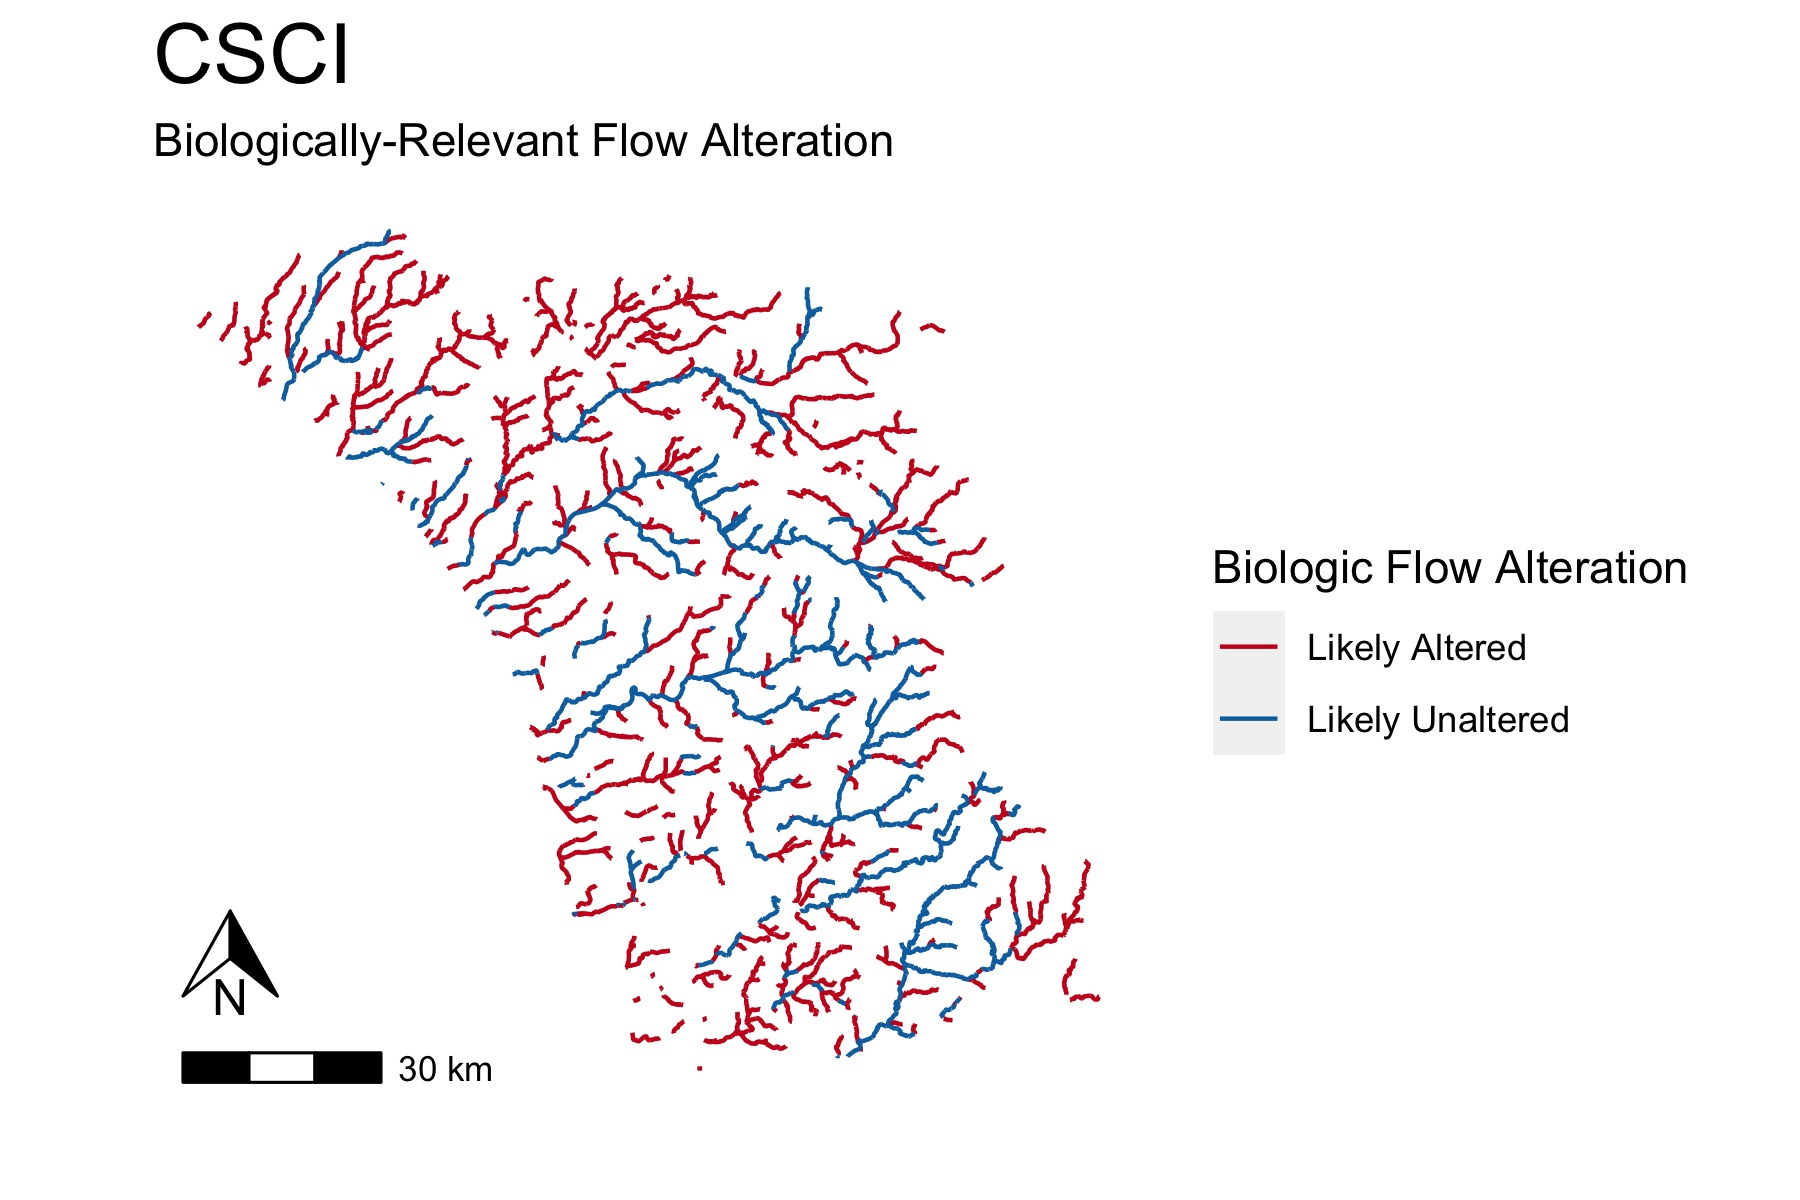 CSCI
Biologically-Relevant Flow Alteration
Biologic Flow Alteration
Likely Altered
Likely Unaltered
N
30 km